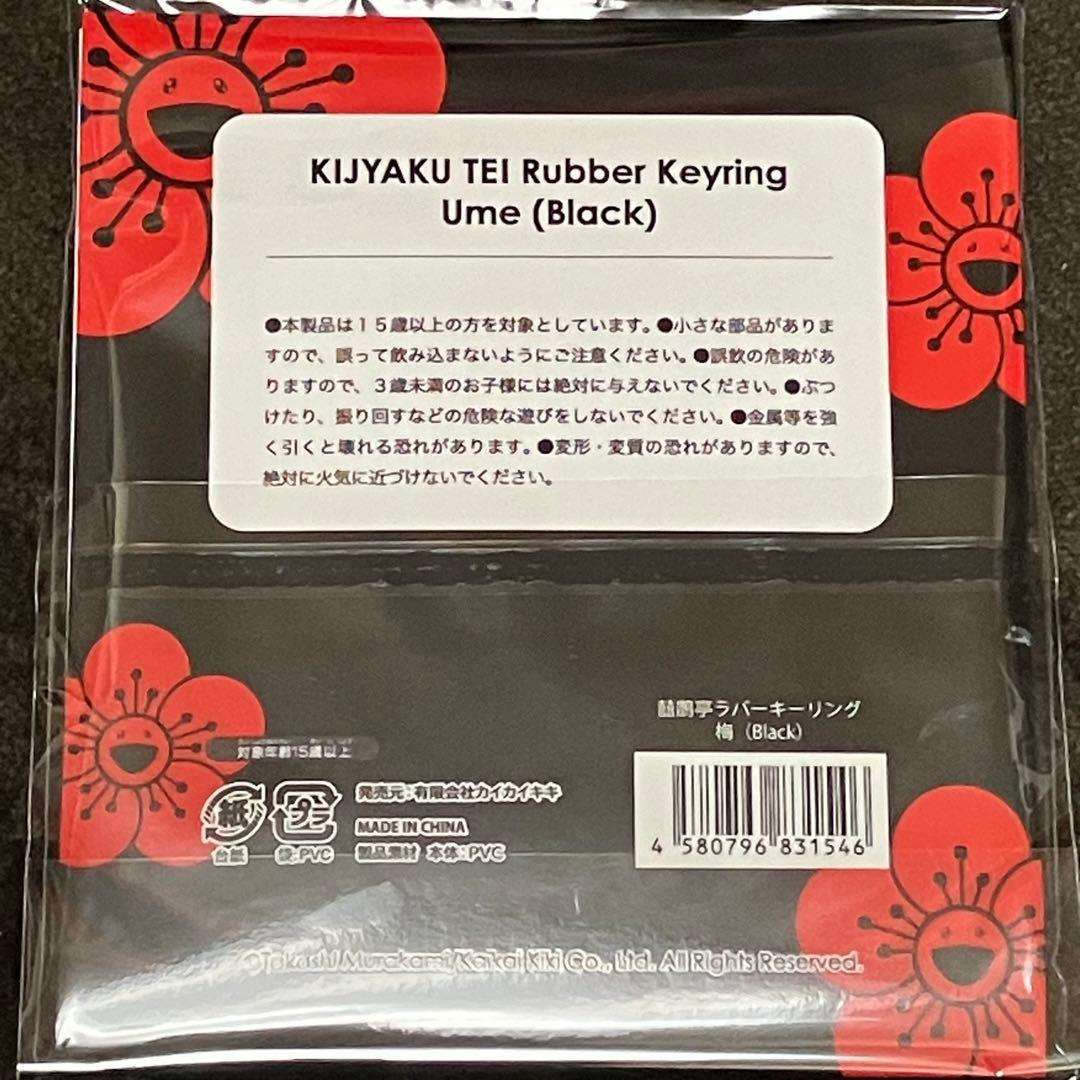 KIJYAKU TEI Rubber Keyring
Ume (Black)
●本製品は１５歳以上の方を対象としています。●小さな部品がありま
すので、誤って飲み込まないようにご注意ください。●誤飲の危険があ
りますので、３歳未満のお子様には絶対に与えないでください。●ぶつ
けたり、振り回すなどの危険な遊びをしないでください。●金属等を強
く引くと壊れる恐れがあります。●変形・変質の恐れがありますので、
絶対に火気に近づけないでください。
亭ラバーキーリング
梅（Black）
対象年齢15歳以上
紙
プラ
台紙
袋:PVC
発売元：有限会社カイカイキキ
MADE IN CHINA
製品素材 本体：PVC
4 580796 831546
©Takashi Murakami/Kaikai Kiki Co., Ltd. All Rights Reserved.